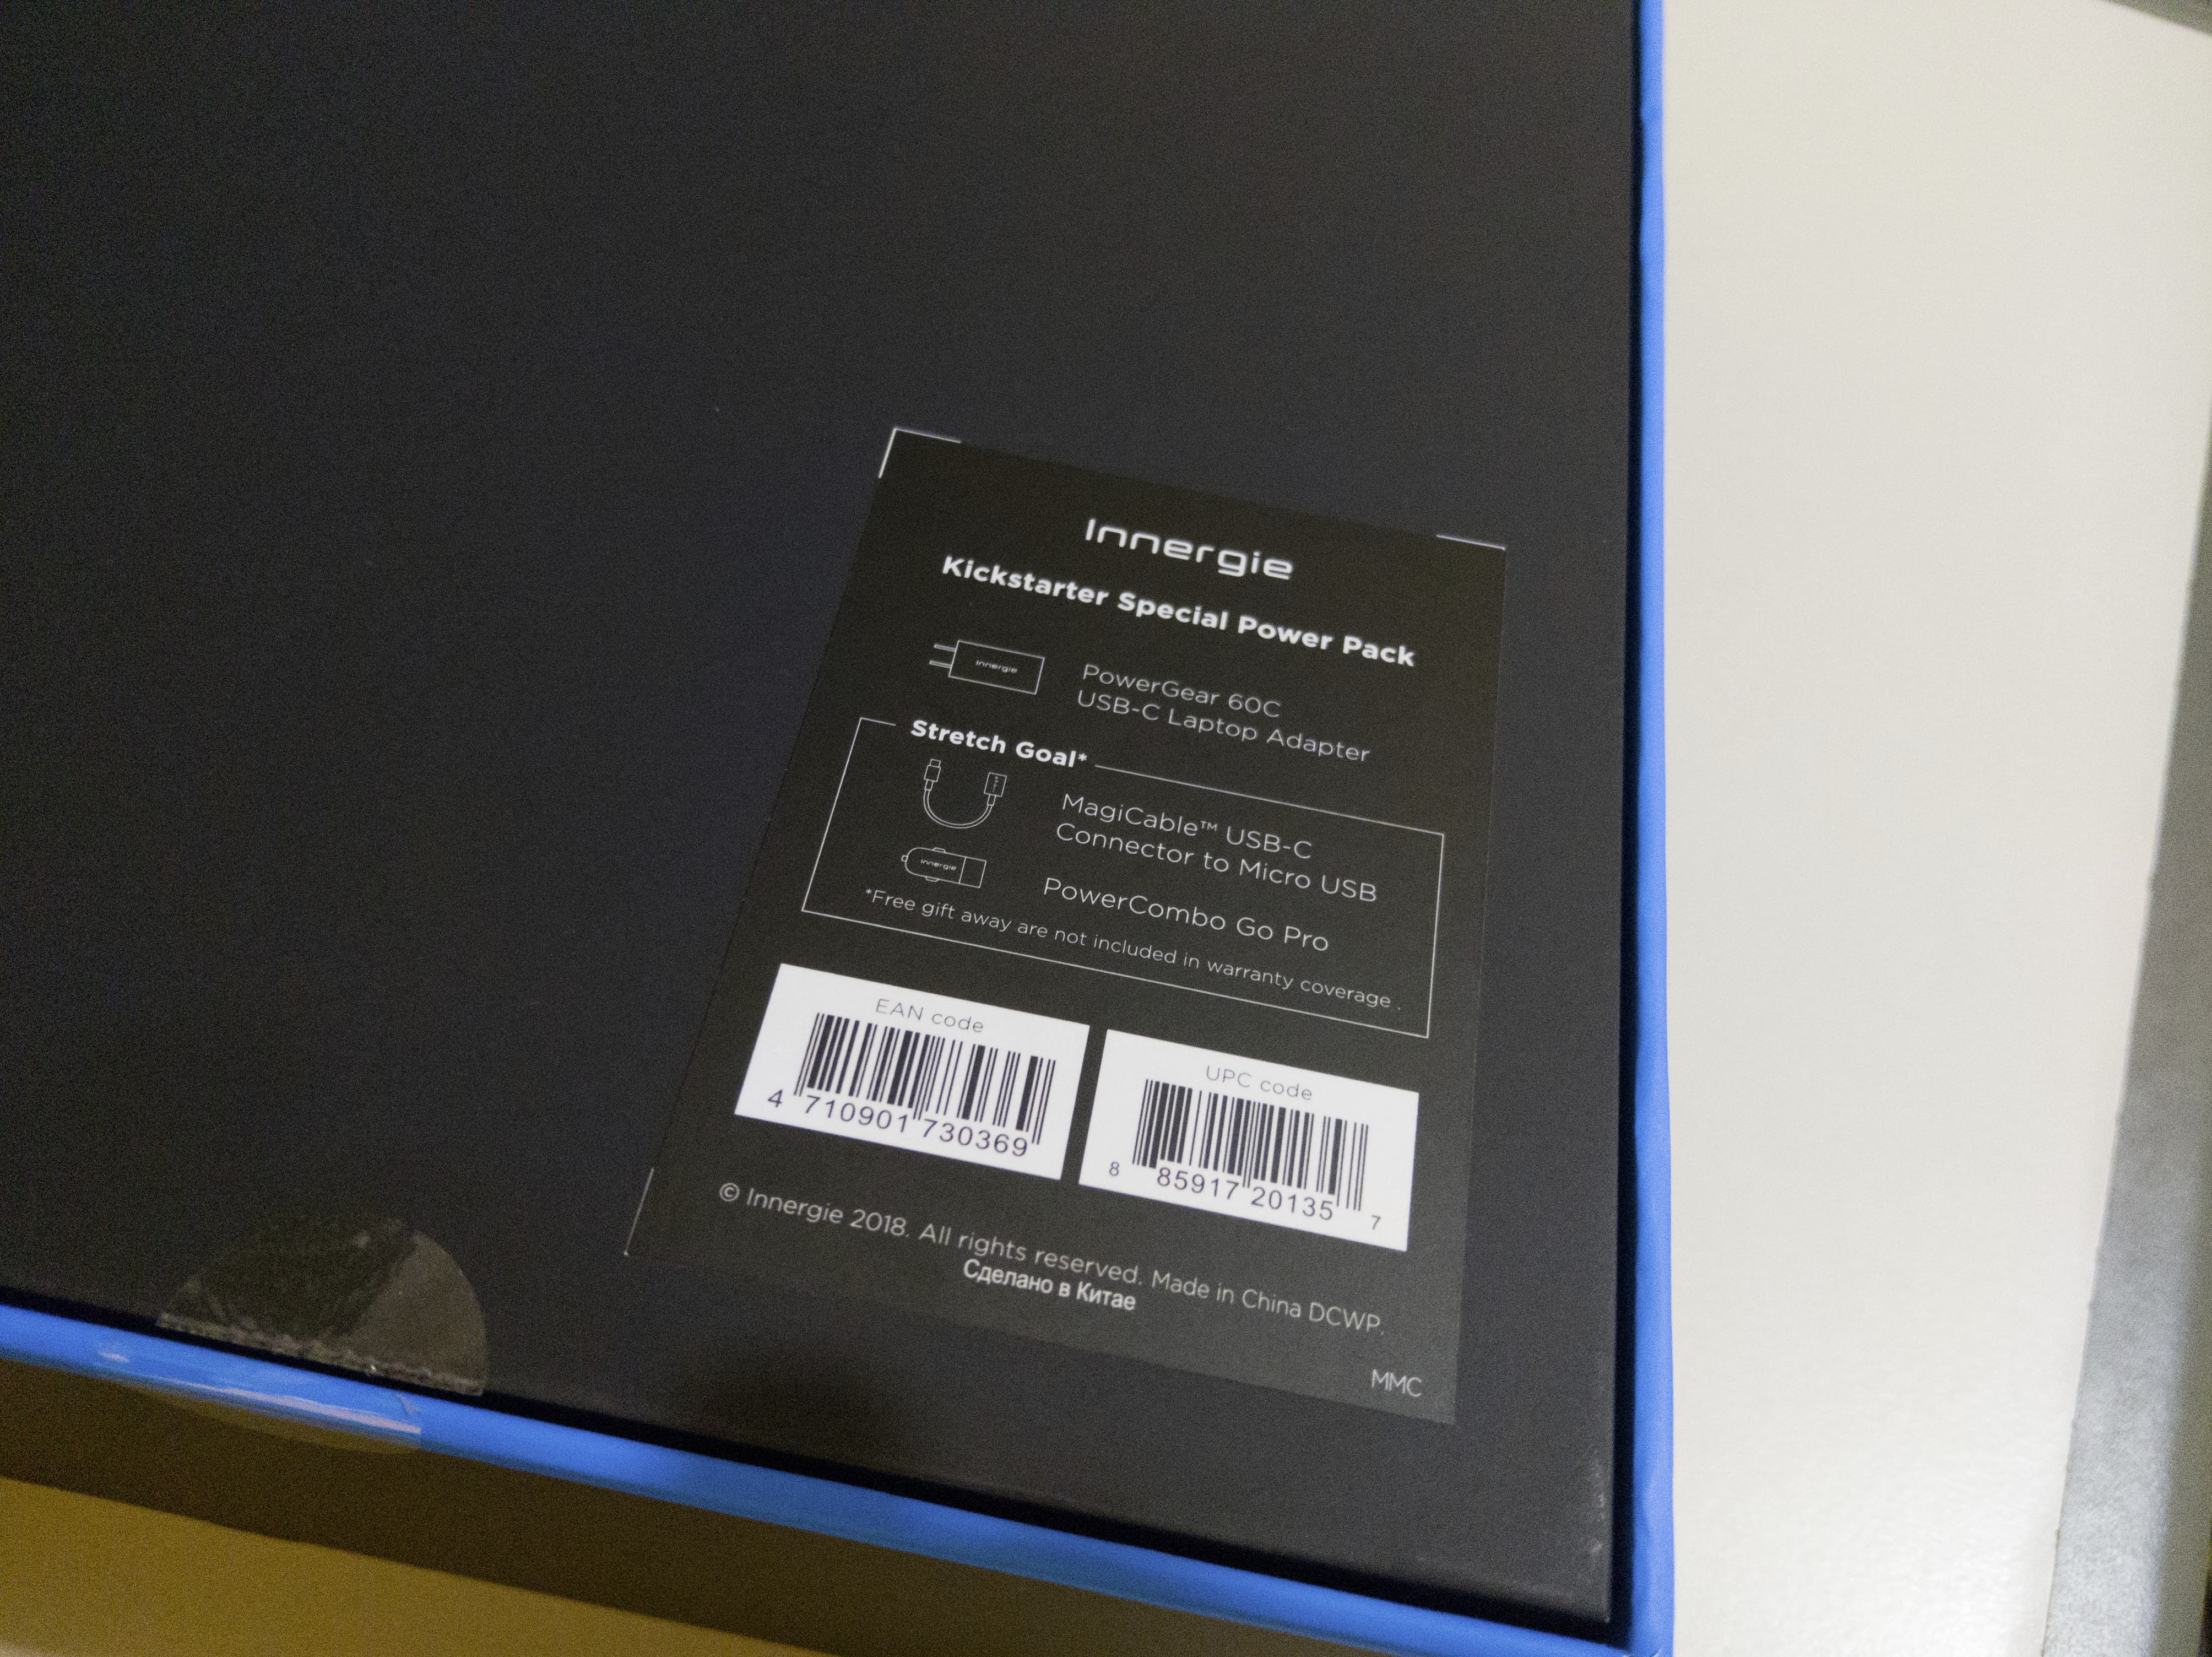 Innergie
Kickstarter Special Power Pack
Innergie
PowerGear 60C
USB-C Laptop Adapter
Stretch Goal*
MagiCable™ USB-C
Connector to Micro USB
Innergie
PowerCombo Go Pro
*Free gift away are not included in warranty coverage .
EAN code
4 710901 730369
UPC code
8 85917 20135 7
© Innergie 2018. All rights reserved. Made in China DCWP.
Сделано в Китае
MMC